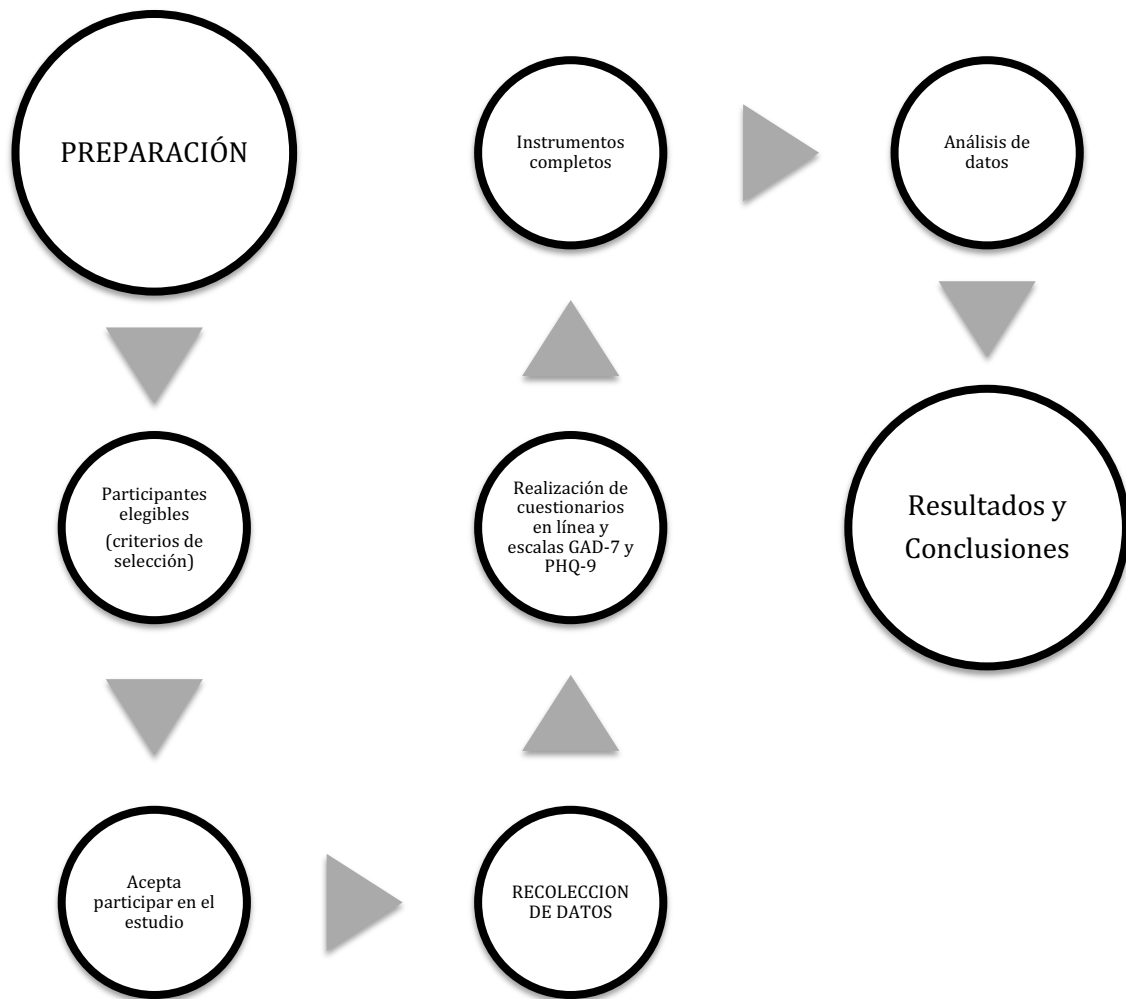 PREPARACIÓN
Participantes
elegibles
(criterios de
selección)
Acepta
participar en el
estudio
RECOLECCION
DE DATOS
Realización de
cuestionarios
en línea y
escalas GAD-7 y
PHQ-9
Instrumentos
completos
Análisis de
datos
Resultados y
Conclusiones